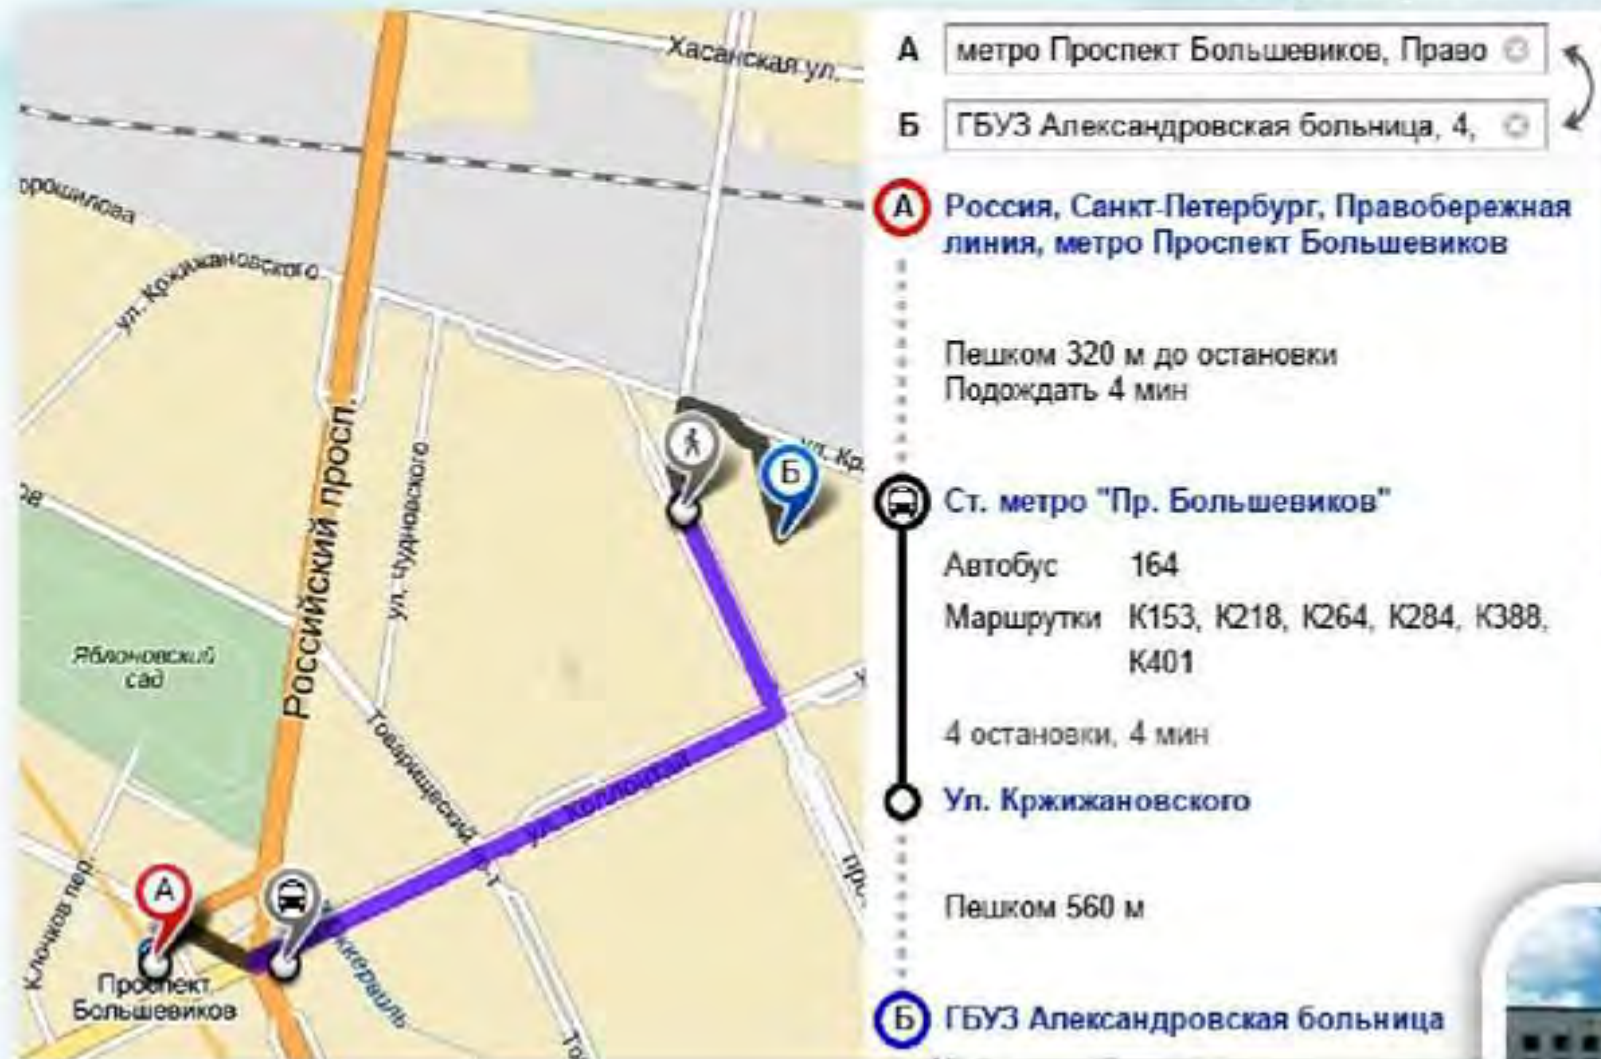 Хасанская ул.
ул. Кржижановского
Российский просп.
ул. Чудновского
ул. Кр
Яблоновский
сад
Товарищеский
ул. Коллонтай
Клочков пер.
А
Б
Проспект
Большевиков
А метро Проспект Большевиков, Право
Б ГБУЗ Александровская больница, 4,
А Россия, Санкт-Петербург, Правобережная
линия, метро Проспект Большевиков
Пешком 320 м до остановки
Подождать 4 мин
Ст. метро "Пр. Большевиков"
Автобус 164
Маршрутки К153, К218, К264, К284, К388,
К401
4 остановки, 4 мин
Ул. Кржижановского
Пешком 560 м
Б ГБУЗ Александровская больница